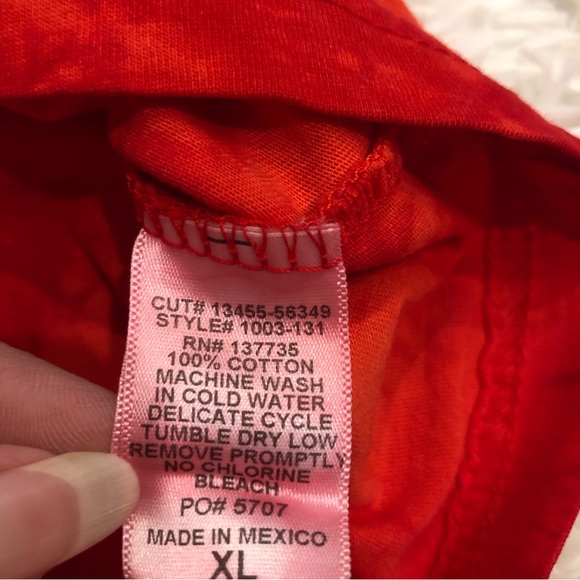 CUT# 13455-56349
STYLE# 1003-131
RN# 137735
100% COTTON
MACHINE WASH
IN COLD WATER
DELICATE CYCLE
TUMBLE DRY LOW
REMOVE PROMPTLY
NO CHLORINE
BLEACH
PO# 5707
MADE IN MEXICO
XL